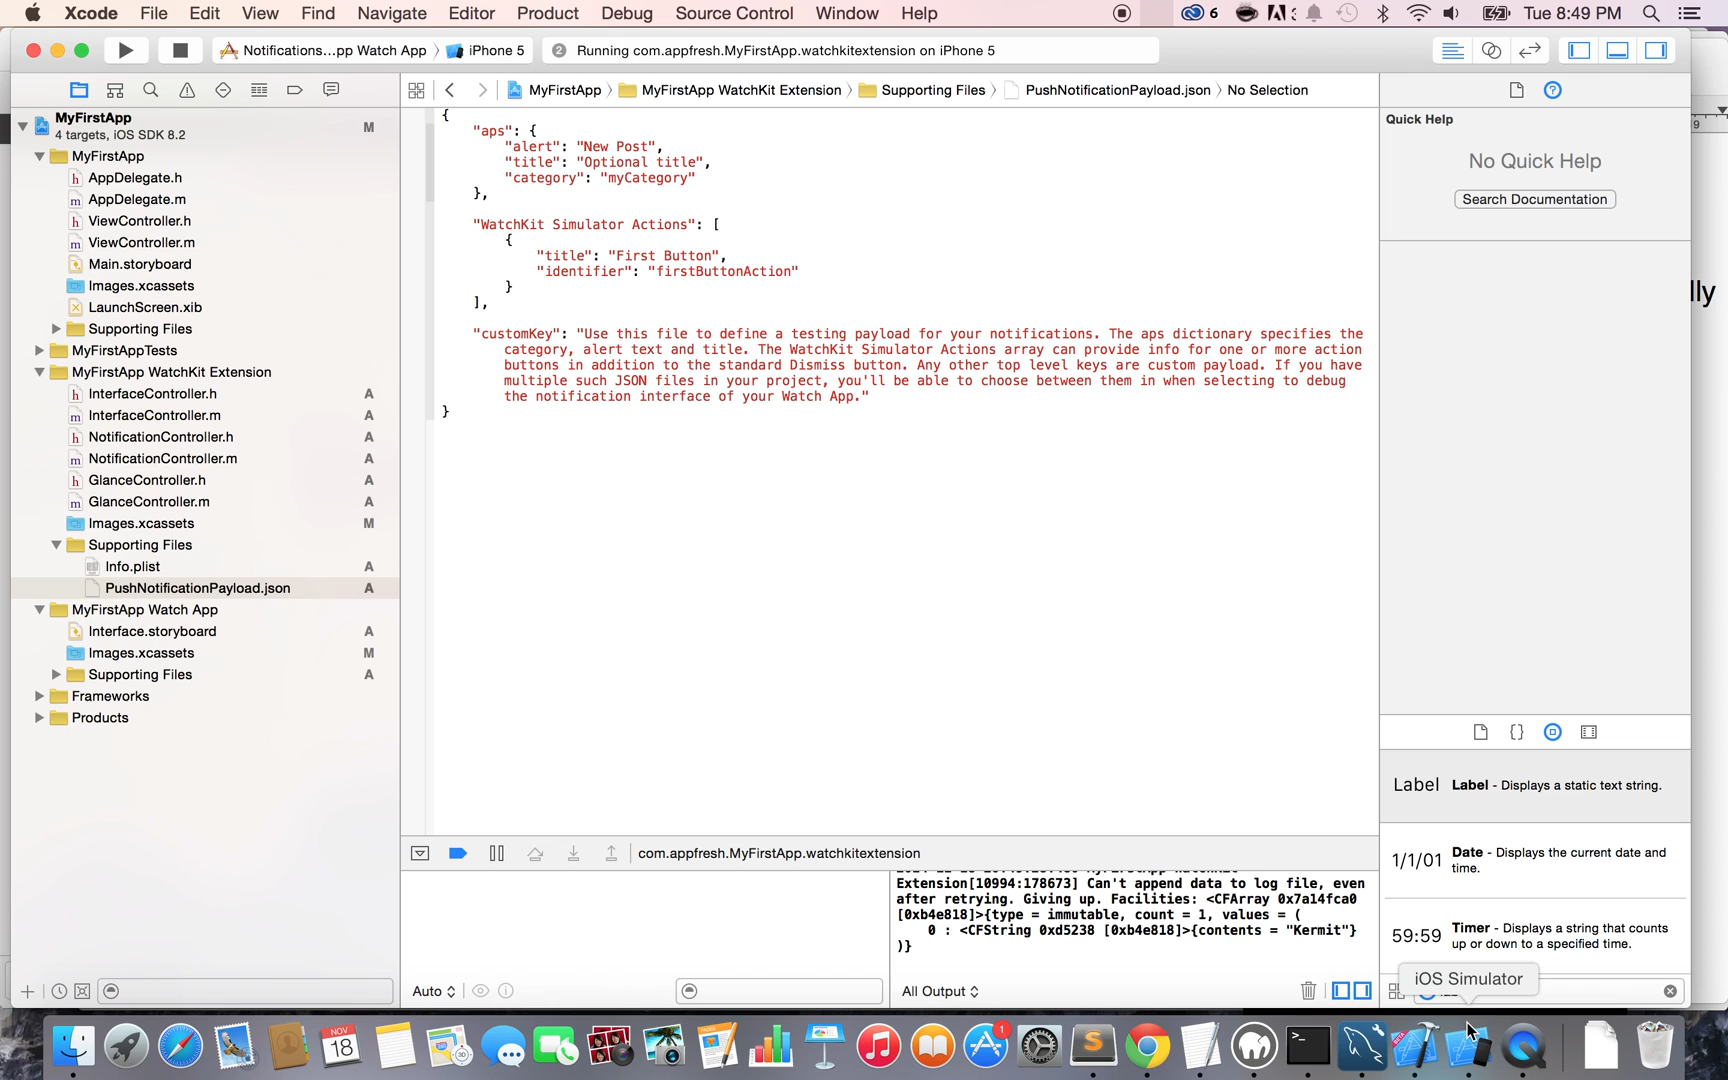 Xcode File Edit View Find Navigate Editor Product Debug Source Control Window Help 6 Tue 8:49 PM
Notifications...pp Watch App iPhone 5 2 Running com.appfresh.MyFirstApp.watchkitextension on iPhone 5
MyFirstApp MyFirstApp WatchKit Extension Supporting Files PushNotificationPayload.json No Selection
MyFirstApp M
4 targets, iOS SDK 8.2
MyFirstApp
h AppDelegate.h
m AppDelegate.m
h ViewController.h
m ViewController.m
Main.storyboard
Images.xcassets
LaunchScreen.xib
Supporting Files
MyFirstAppTests
MyFirstApp WatchKit Extension
h InterfaceController.h A
m InterfaceController.m A
h NotificationController.h A
m NotificationController.m A
h GlanceController.h A
m GlanceController.m A
Images.xcassets M
Supporting Files
Info.plist A
PushNotificationPayload.json A
MyFirstApp Watch App
Interface.storyboard A
Images.xcassets M
Supporting Files A
Frameworks
Products
{
"aps": {
"alert": "New Post",
"title": "Optional title",
"category": "myCategory"
},
"WatchKit Simulator Actions": [
{
"title": "First Button",
"identifier": "firstButtonAction"
}
],
"customKey": "Use this file to define a testing payload for your notifications. The aps dictionary specifies the
category, alert text and title. The WatchKit Simulator Actions array can provide info for one or more action
buttons in addition to the standard Dismiss button. Any other top level keys are custom payload. If you have
multiple such JSON files in your project, you'll be able to choose between them in when selecting to debug
the notification interface of your Watch App."
}
com.appfresh.MyFirstApp.watchkitextension
Extension[10994:178673] Can't append data to log file, even
after retrying. Giving up. Facilities: <CFArray 0x7a14fca0
[0xb4e818]>{type = immutable, count = 1, values = (
0 : <CFString 0xd5238 [0xb4e818]>{contents = "Kermit"}
)}
Auto
All Output
Quick Help
No Quick Help
Search Documentation
lly
9
{}
Label Label - Displays a static text string.
1/1/01 Date - Displays the current date and
time.
59:59 Timer - Displays a string that counts
up or down to a specified time.
iOS Simulator
NOV
18
3D
1
S